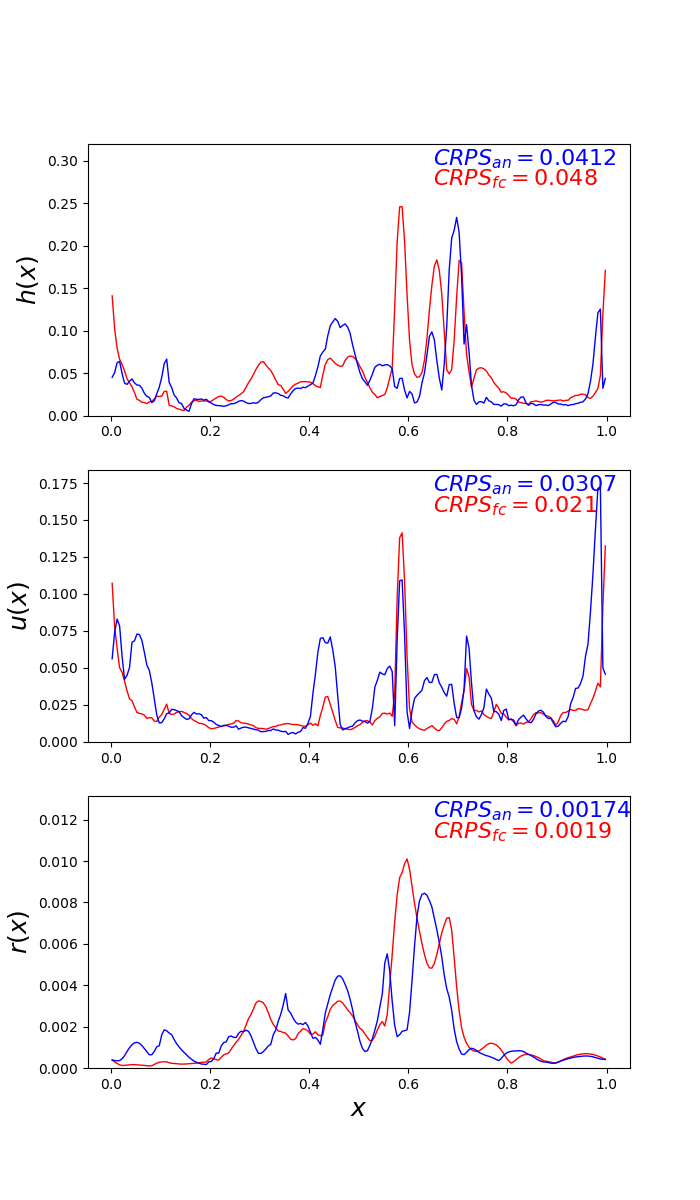 0.30
0.25
0.20
0.15
0.10
0.05
0.00
h(x)
CRPS_an = 0.0412
CRPS_fc = 0.048
0.0 0.2 0.4 0.6 0.8 1.0
0.175
0.150
0.125
0.100
0.075
0.050
0.025
0.000
u(x)
CRPS_an = 0.0307
CRPS_fc = 0.021
0.0 0.2 0.4 0.6 0.8 1.0
0.012
0.010
0.008
0.006
0.004
0.002
0.000
r(x)
CRPS_an = 0.00174
CRPS_fc = 0.0019
0.0 0.2 0.4 0.6 0.8 1.0
x